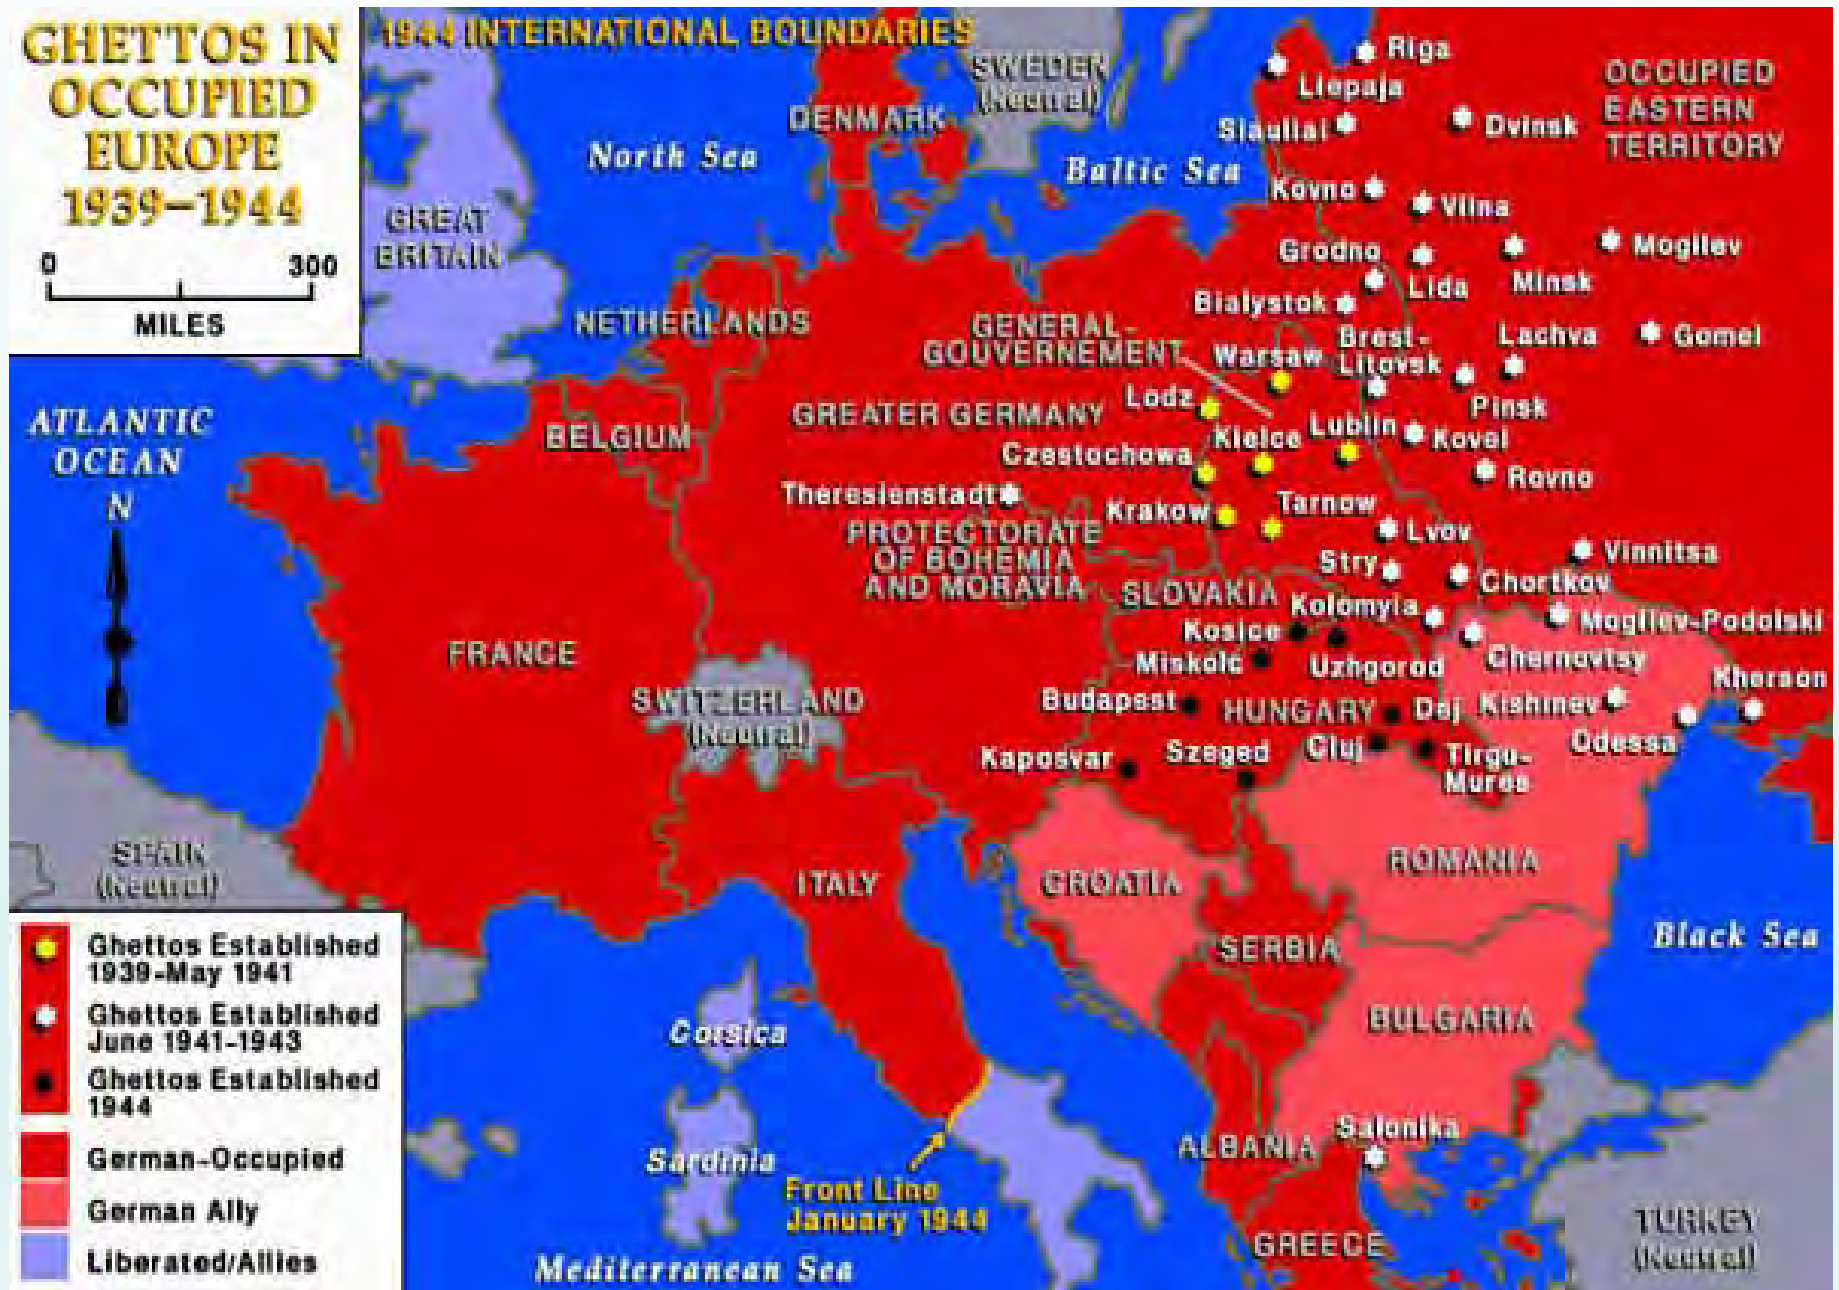 GHETTOS IN
OCCUPIED
EUROPE
1939–1944
0 300
MILES
1944 INTERNATIONAL BOUNDARIES
SWEDEN
(Neutral)
DENMARK
North Sea
Baltic Sea
GREAT
BRITAIN
Riga
Liepaja
Siauliai
Dvinsk
OCCUPIED
EASTERN
TERRITORY
Kovno
Vilna
Grodno
Lida
Minsk
Mogilev
Bialystok
NETHERLANDS
GENERAL-
GOUVERNEMENT
Warsaw
Brest-
Litovsk
Lachva
Gomel
Pinsk
ATLANTIC
OCEAN
N
BELGIUM
GREATER GERMANY
Lodz
Lublin
Kielce
Kovel
Czestochowa
Rovno
Theresienstadt
Krakow
Tarnow
Lvov
PROTECTORATE
OF BOHEMIA
AND MORAVIA
Stry
Vinnitsa
Chortkov
SLOVAKIA
Kolomyia
Mogilev-Podolski
Kosice
Miskolc
Uzhgorod
Chernovtsy
FRANCE
SWITZERLAND
(Neutral)
Budapest
HUNGARY
Dej
Kishinev
Kherson
Odessa
Kaposvar
Szeged
Cluj
Tirgu-
Mures
SPAIN
(Neutral)
ITALY
CROATIA
ROMANIA
SERBIA
Black Sea
BULGARIA
Corsica
Sardinia
ALBANIA
Salonika
Front Line
January 1944
GREECE
TURKEY
(Neutral)
Mediterranean Sea
Ghettos Established
1939-May 1941
Ghettos Established
June 1941-1943
Ghettos Established
1944
German-Occupied
German Ally
Liberated/Allies